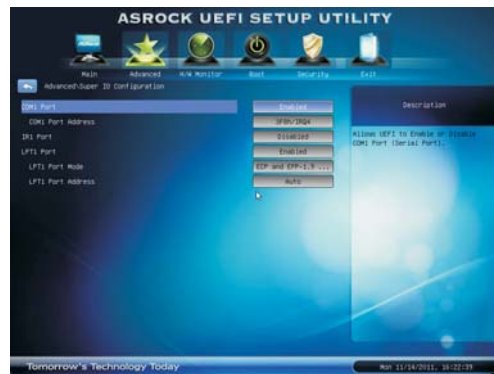 ASROCK UEFI SETUP UTILITY
Main Advanced H/W Monitor Boot Security Exit
Advanced\Super IO Configuration
COM1 Port Enabled
COM1 Port Address 3F8h/IRQ4
IR1 Port Disabled
LPT1 Port Enabled
LPT1 Port Mode ECP and EPP-1.9 ...
LPT1 Port Address Auto
Description
Allows UEFI to Enable or Disable
COM1 Port (Serial Port).
Tomorrow's Technology Today
Mon 11/14/2011, 16:22:39